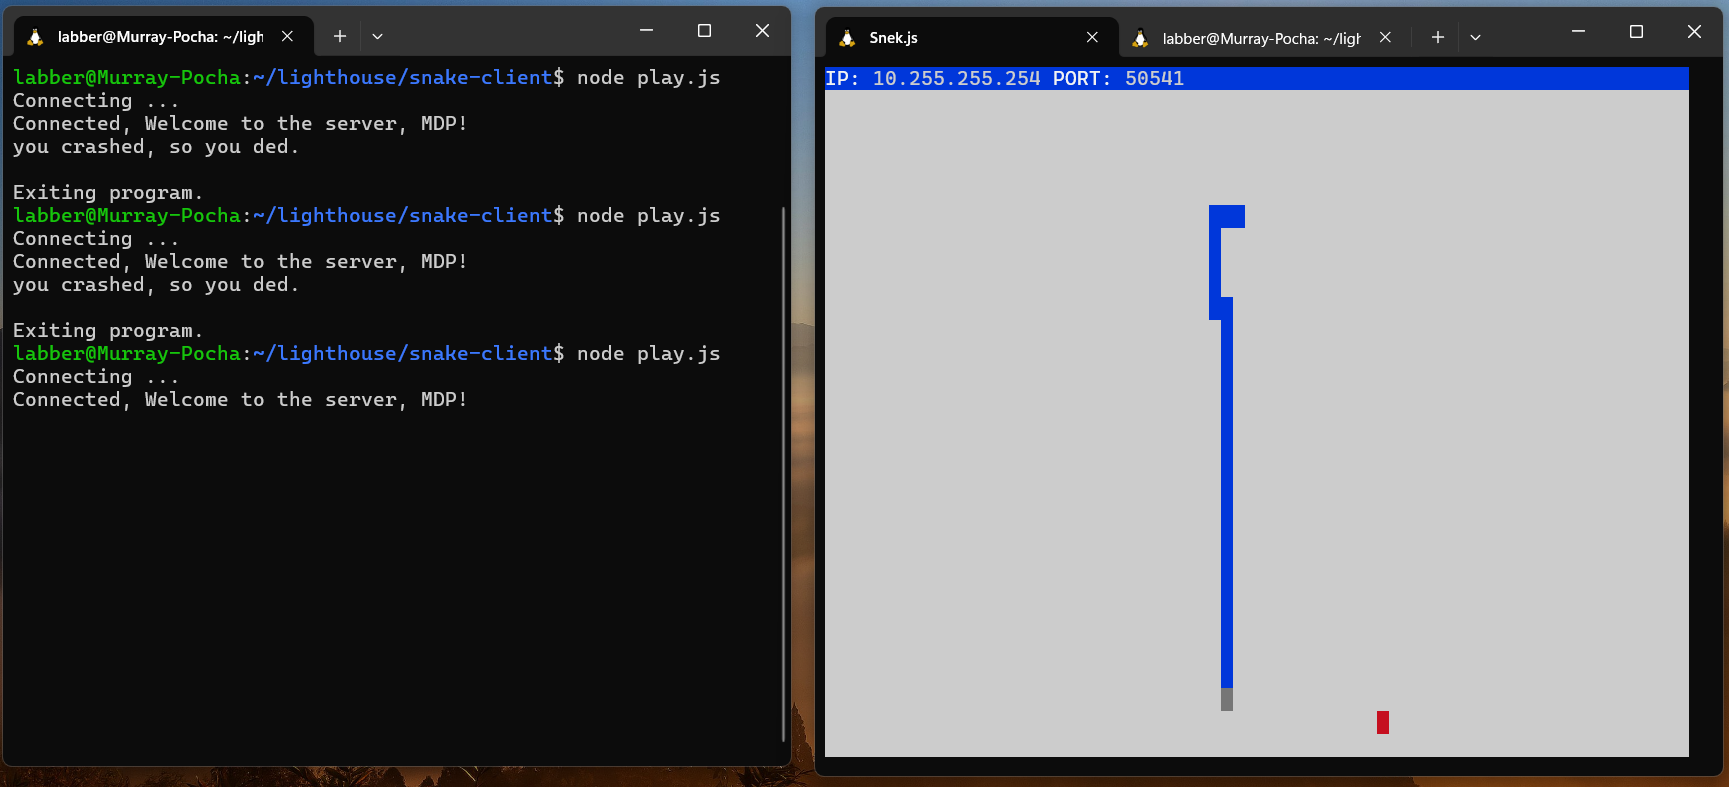 labber@Murray-Pocha: ~/ligh
labber@Murray-Pocha:~/lighthouse/snake-client$ node play.js
Connecting ...
Connected, Welcome to the server, MDP!
you crashed, so you ded.
Exiting program.
labber@Murray-Pocha:~/lighthouse/snake-client$ node play.js
Connecting ...
Connected, Welcome to the server, MDP!
you crashed, so you ded.
Exiting program.
labber@Murray-Pocha:~/lighthouse/snake-client$ node play.js
Connecting ...
Connected, Welcome to the server, MDP!
Snek.js
labber@Murray-Pocha: ~/ligh
IP: 10.255.255.254 PORT: 50541